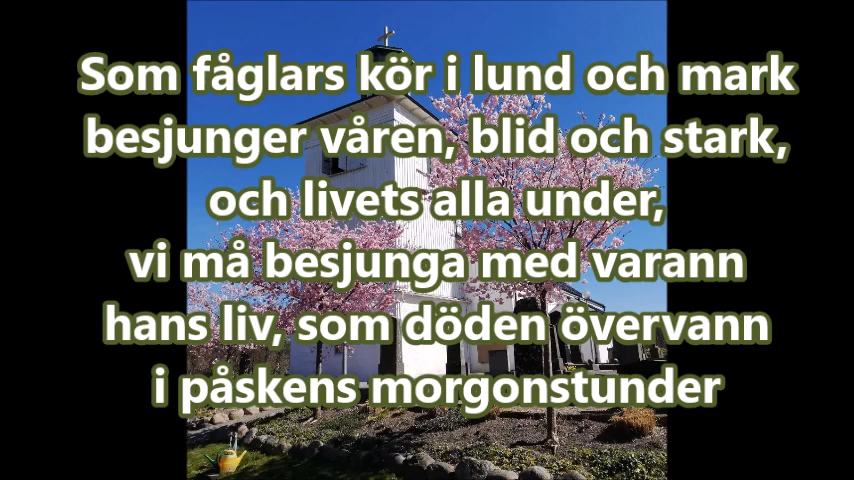 Som fåglars kör i lund och mark
besjunger våren, blid och stark,
och livets alla under,
vi må besjunga med varann
hans liv, som döden övervann
i påskens morgonstunder